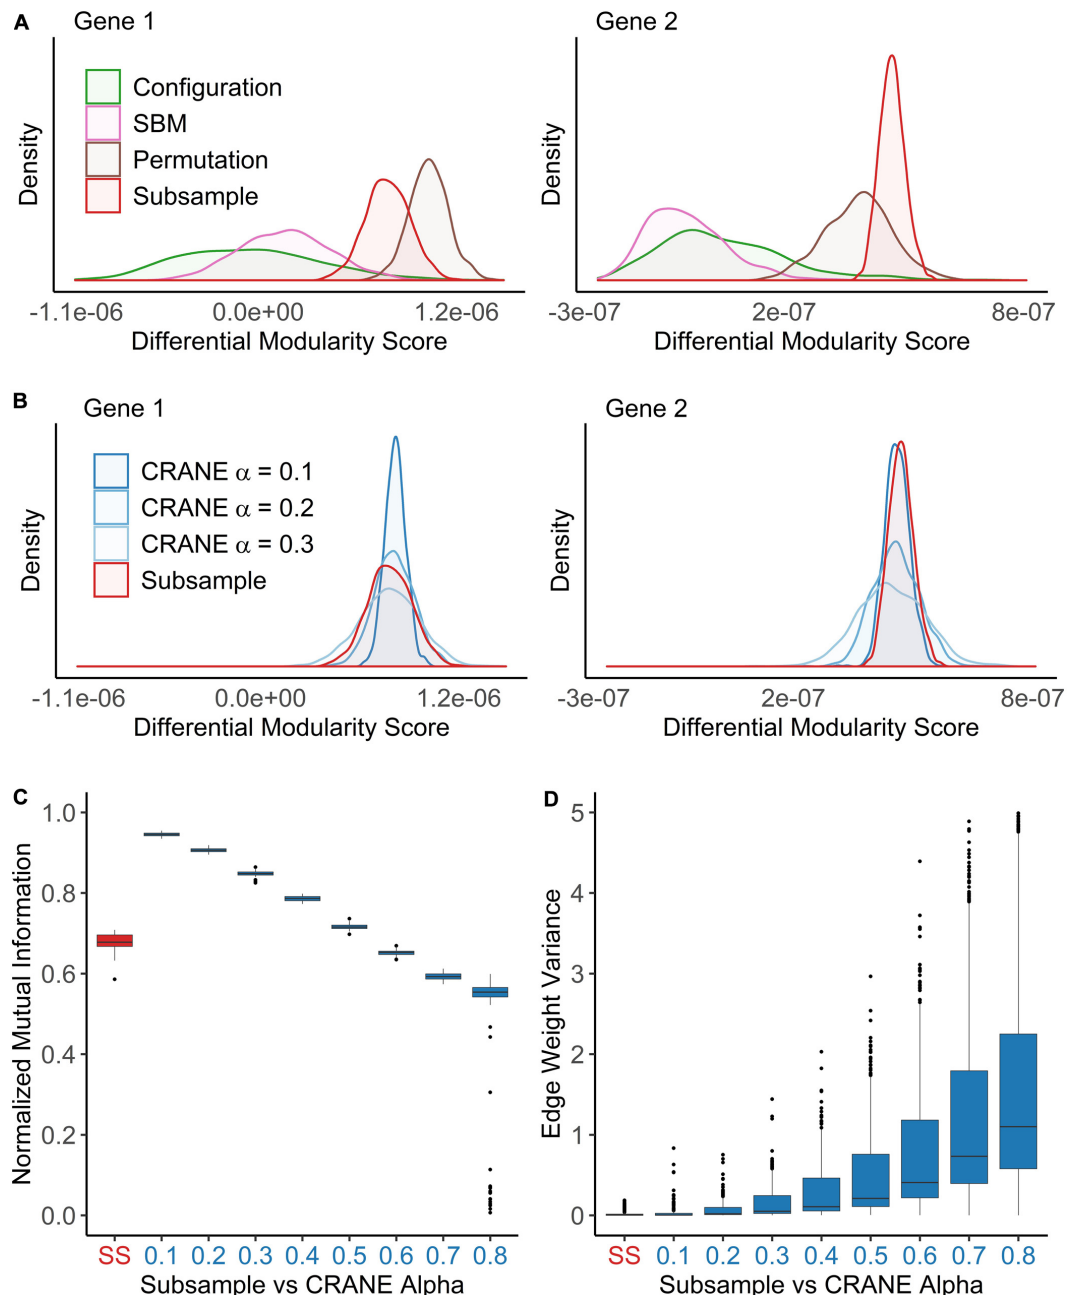 A
Gene 1
Gene 2
Density
Configuration
SBM
Permutation
Subsample
-1.1e-06 0.0e+00 1.2e-06
Differential Modularity Score
Density
-3e-07 2e-07 8e-07
Differential Modularity Score
B
Gene 1
Gene 2
Density
CRANE α = 0.1
CRANE α = 0.2
CRANE α = 0.3
Subsample
-1.1e-06 0.0e+00 1.2e-06
Differential Modularity Score
Density
-3e-07 2e-07 8e-07
Differential Modularity Score
C
Normalized Mutual Information
1.0
0.8
0.6
0.4
0.2
0.0
SS 0.1 0.2 0.3 0.4 0.5 0.6 0.7 0.8
Subsample vs CRANE Alpha
D
Edge Weight Variance
5
4
3
2
1
0
SS 0.1 0.2 0.3 0.4 0.5 0.6 0.7 0.8
Subsample vs CRANE Alpha